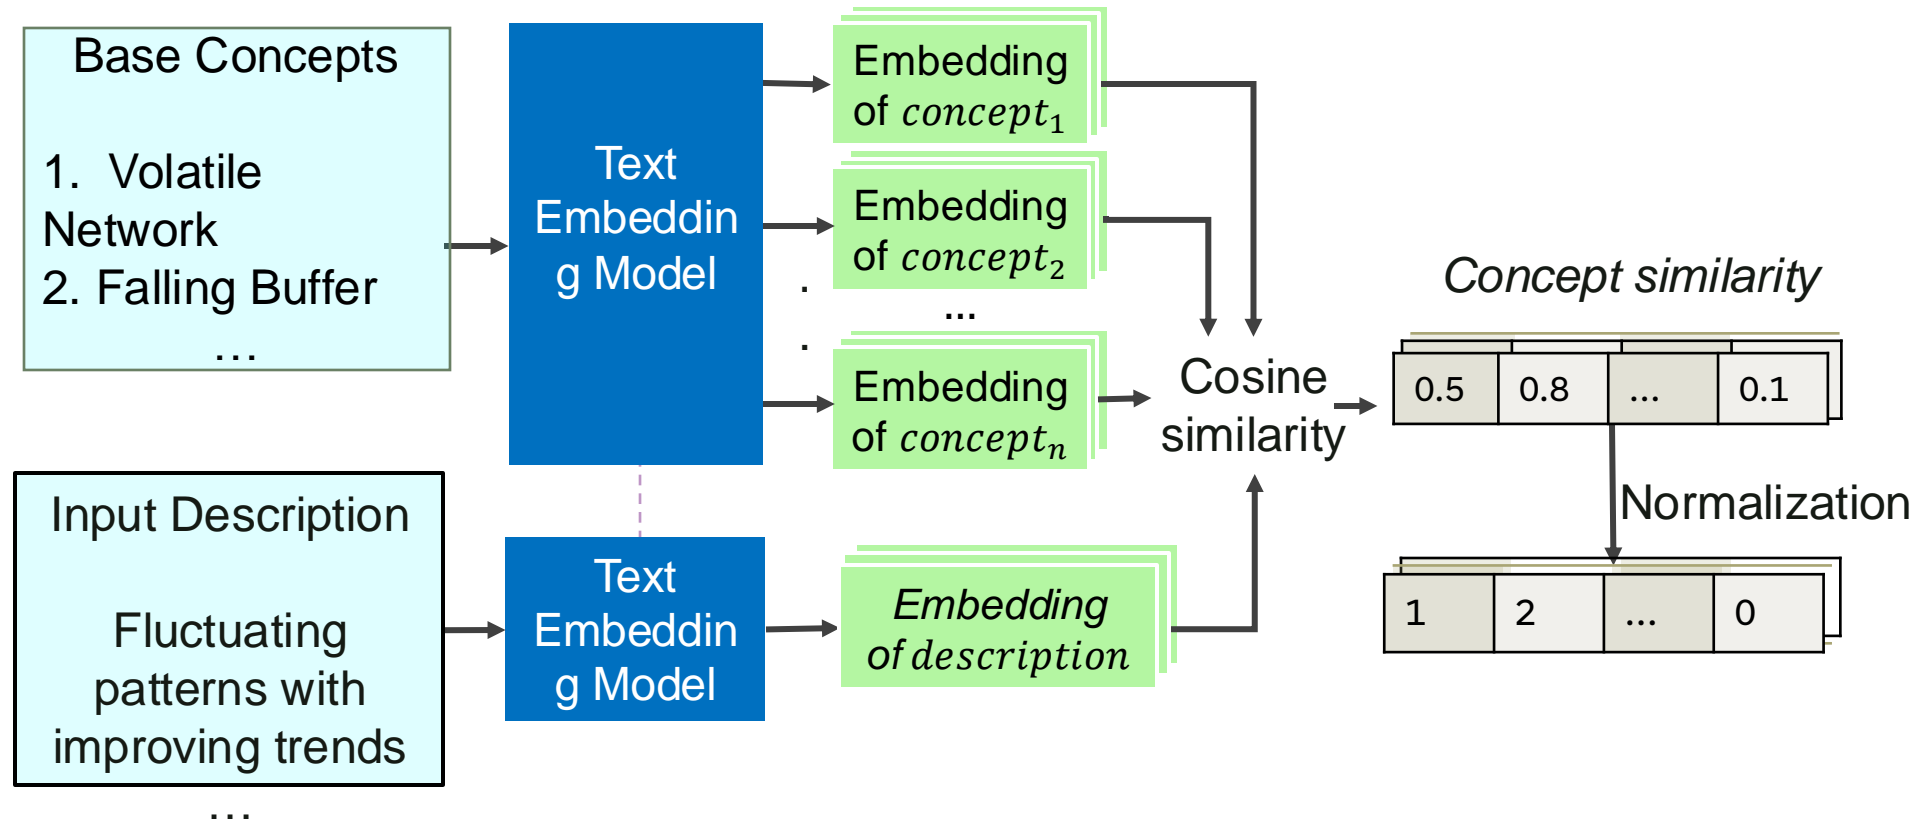 Base Concepts
1. Volatile
Network
2. Falling Buffer
...
Text
Embeddin
g Model
Embedding
of concept₁
Embedding
of concept₂
.
...
.
Embedding
of conceptₙ
Cosine
similarity
Concept similarity
0.5 0.8 ... 0.1
Normalization
1 2 ... 0
Input Description
Fluctuating
patterns with
improving trends
...
Text
Embeddin
g Model
Embedding
of description